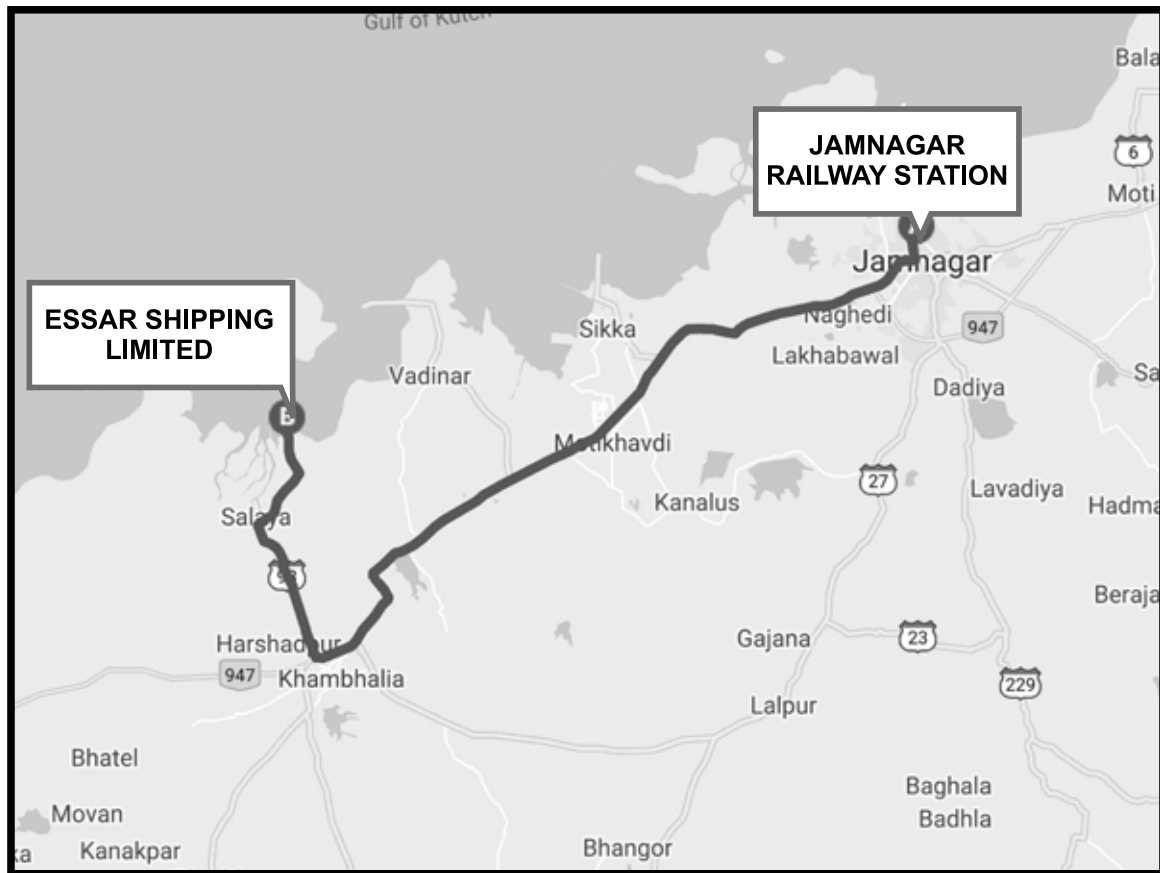 Gulf of Kutch
Bala
JAMNAGAR
RAILWAY STATION
6
Moti
Jamnagar
ESSAR SHIPPING
LIMITED
Sikka
Naghedi
947
Lakhabawal
Vadinar
Sa
Dadiya
Motikhavdi
27
Kanalus
Lavadiya
Hadma
Salaya
Beraja
Harshadpur
Gajana
23
947
Khambhalia
229
Lalpur
Bhatel
Baghala
Movan
Badhla
ka
Kanakpar
Bhangor